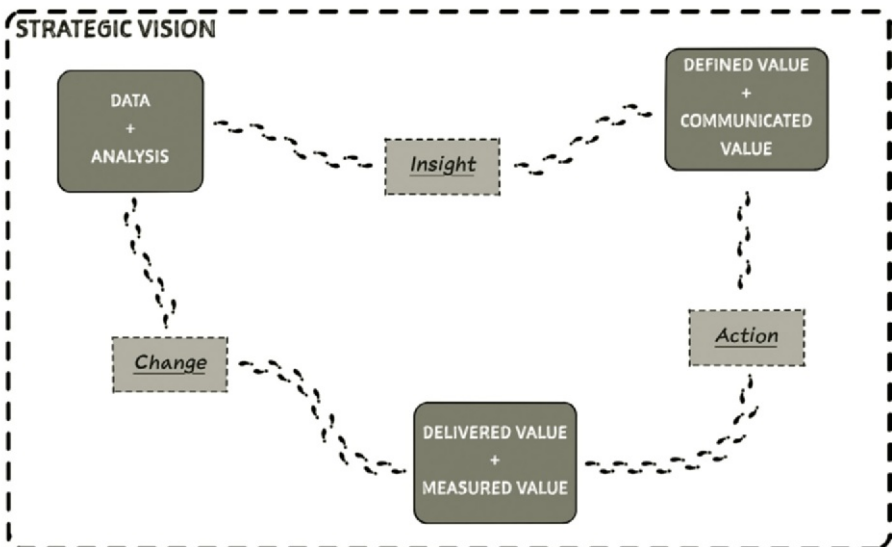 STRATEGIC VISION
DATA
+
ANALYSIS
Insight
DEFINED VALUE
+
COMMUNICATED
VALUE
Action
Change
DELIVERED VALUE
+
MEASURED VALUE